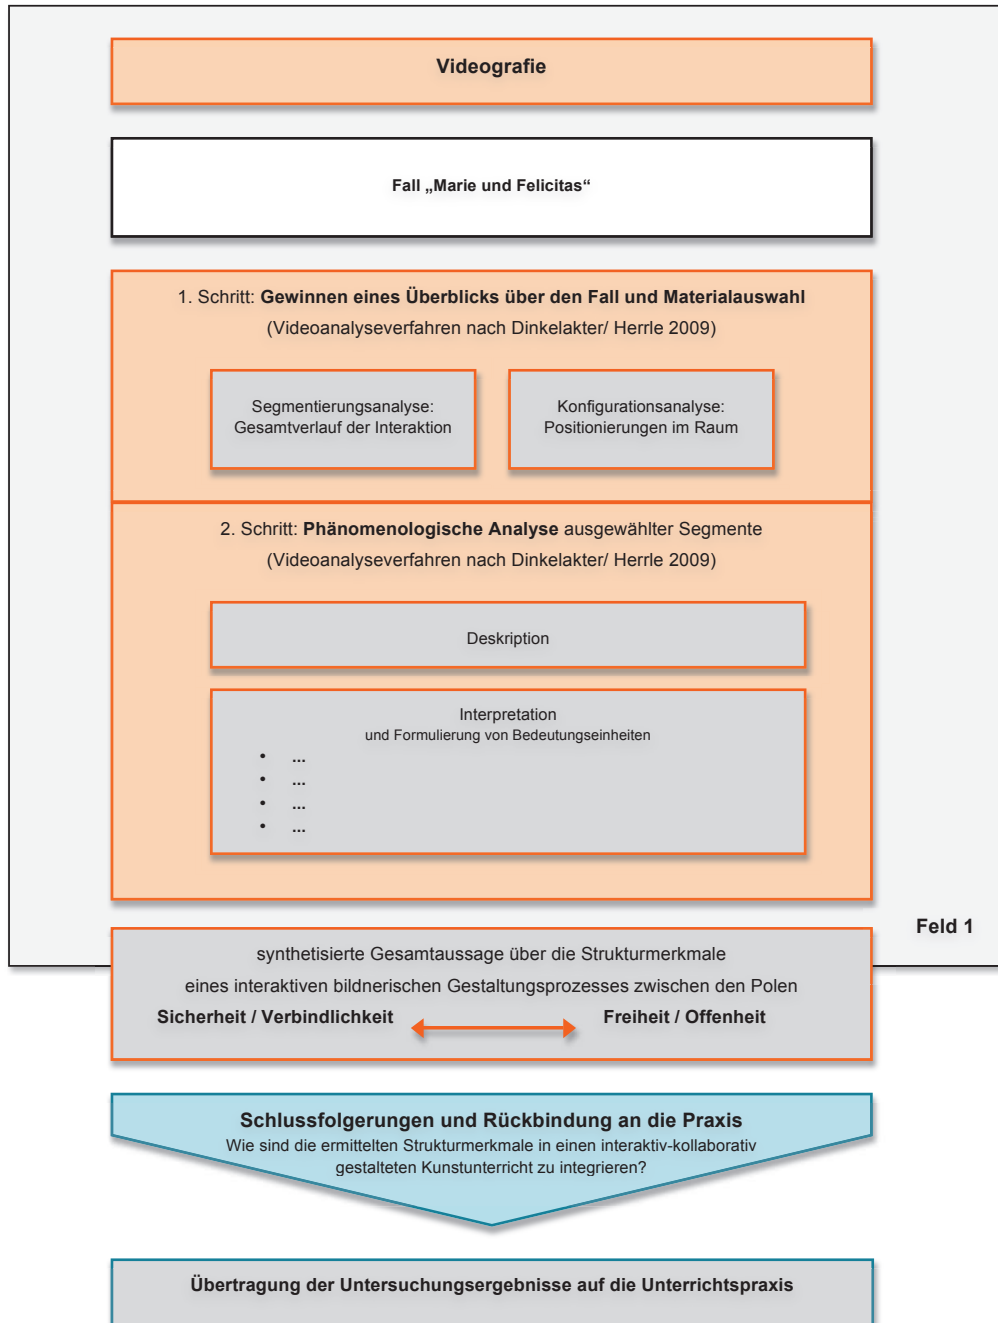 Videografie
Fall „Marie und Felicitas“
1. Schritt: Gewinnen eines Überblicks über den Fall und Materialauswahl
(Videoanalyseverfahren nach Dinkelakter/ Herrle 2009)
Segmentierungsanalyse:
Gesamtverlauf der Interaktion
Konfigurationsanalyse:
Positionierungen im Raum
2. Schritt: Phänomenologische Analyse ausgewählter Segmente
(Videoanalyseverfahren nach Dinkelakter/ Herrle 2009)
Deskription
Interpretation
und Formulierung von Bedeutungseinheiten
• ...
• ...
• ...
• ...
Feld 1
synthetisierte Gesamtaussage über die Strukturmerkmale
eines interaktiven bildnerischen Gestaltungsprozesses zwischen den Polen
Sicherheit / Verbindlichkeit Freiheit / Offenheit
Schlussfolgerungen und Rückbindung an die Praxis
Wie sind die ermittelten Strukturmerkmale in einen interaktiv-kollaborativ
gestalteten Kunstunterricht zu integrieren?
Übertragung der Untersuchungsergebnisse auf die Unterrichtspraxis